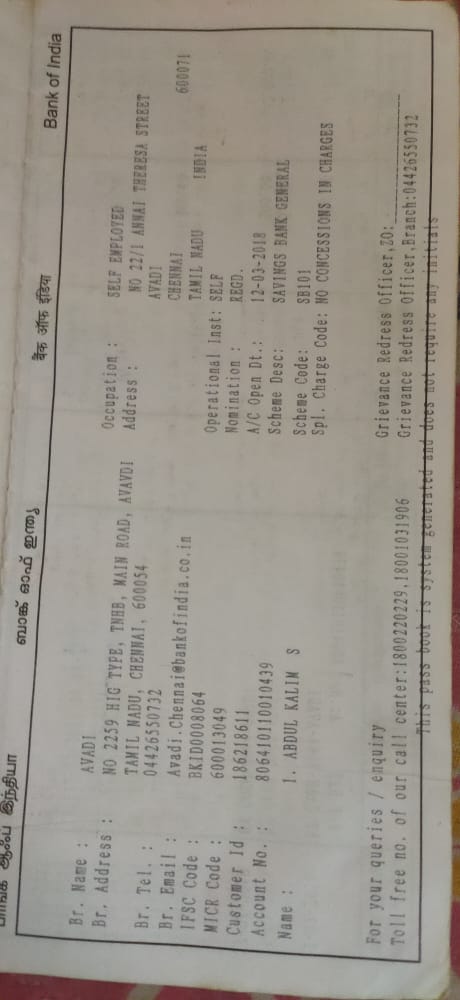 பாங்க் ஆஃப் இந்தியா ബാങ്ക് ഓഫ് ഇന്ത്യ बैंक ऑफ इंडिया Bank of India
Br. Name : AVADI
Br. Address : NO 2259 HIG TYPE, TNHB, MAIN ROAD, AVAVDI
TAMIL NADU, CHENNAI, 600054
Br. Tel. : 04426550732
Br. Email : Avadi.Chennai@bankofindia.co.in
IFSC Code : BKID0008064
MICR Code : 600013049
Customer Id : 186218611
Account No. : 806410110010439
Name : 1. ABDUL KALIM S
Occupation : SELF EMPLOYED
Address : NO 22/1 ANNAI THERESA STREET
AVADI
CHENNAI 600071
TAMIL NADU INDIA
Operational Inst: SELF
Nomination : REGD.
A/C Open Dt.: 12-03-2018
Scheme Desc: SAVINGS BANK GENERAL
Scheme Code: SB101
Spl. Charge Code: NO CONCESSIONS IN CHARGES
For your queries / enquiry Grievance Redress Officer,ZO:
Toll free no. of our call center:1800220229,18001031906 Grievance Redress Officer,Branch:04426550732
This pass book is system generated and does not require any initials